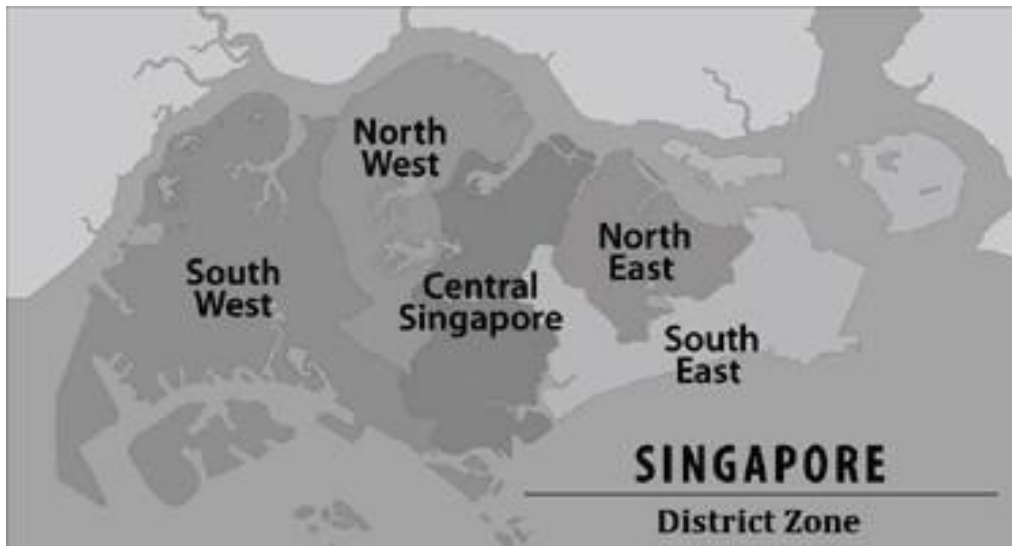 North
West
North
East
South
West
Central
Singapore
South
East
SINGAPORE
District Zone